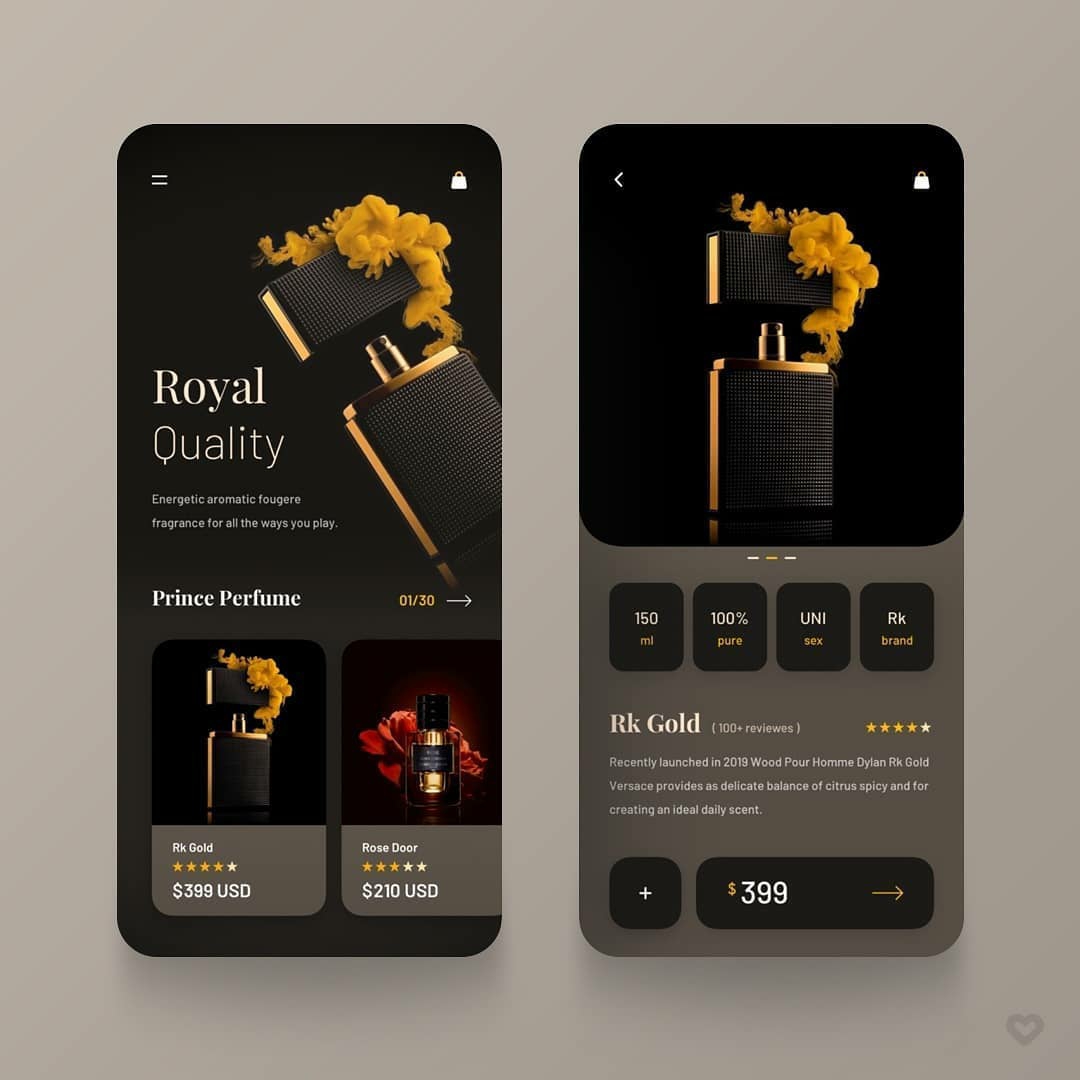 Royal
Quality
Energetic aromatic fougere
fragrance for all the ways you play.
Prince Perfume
01/30
Rk Gold
$399 USD
Rose Door
$210 USD
150
ml
100%
pure
UNI
sex
Rk
brand
Rk Gold ( 100+ reviewes )
Recently launched in 2019 Wood Pour Homme Dylan Rk Gold
Versace provides as delicate balance of citrus spicy and for
creating an ideal daily scent.
+
$ 399